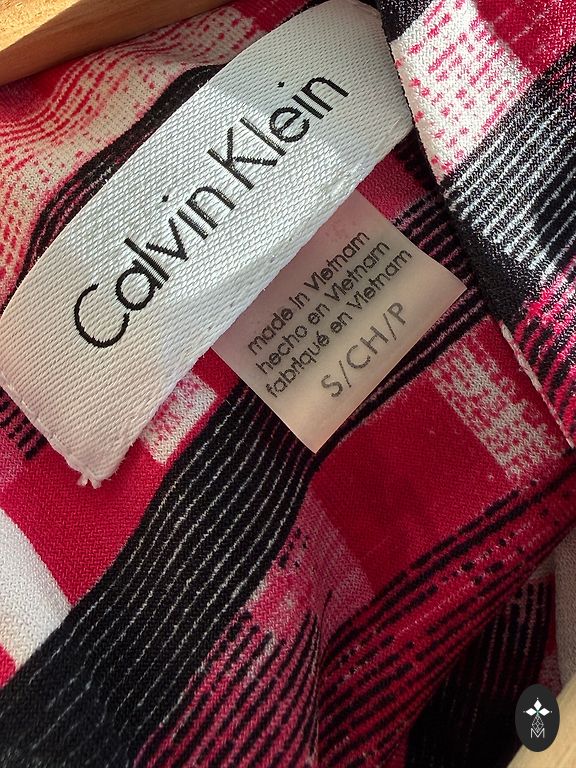 Calvin Klein
made in Vietnam
hecho en Vietnam
fabriqué en Vietnam
S/CH/P
M